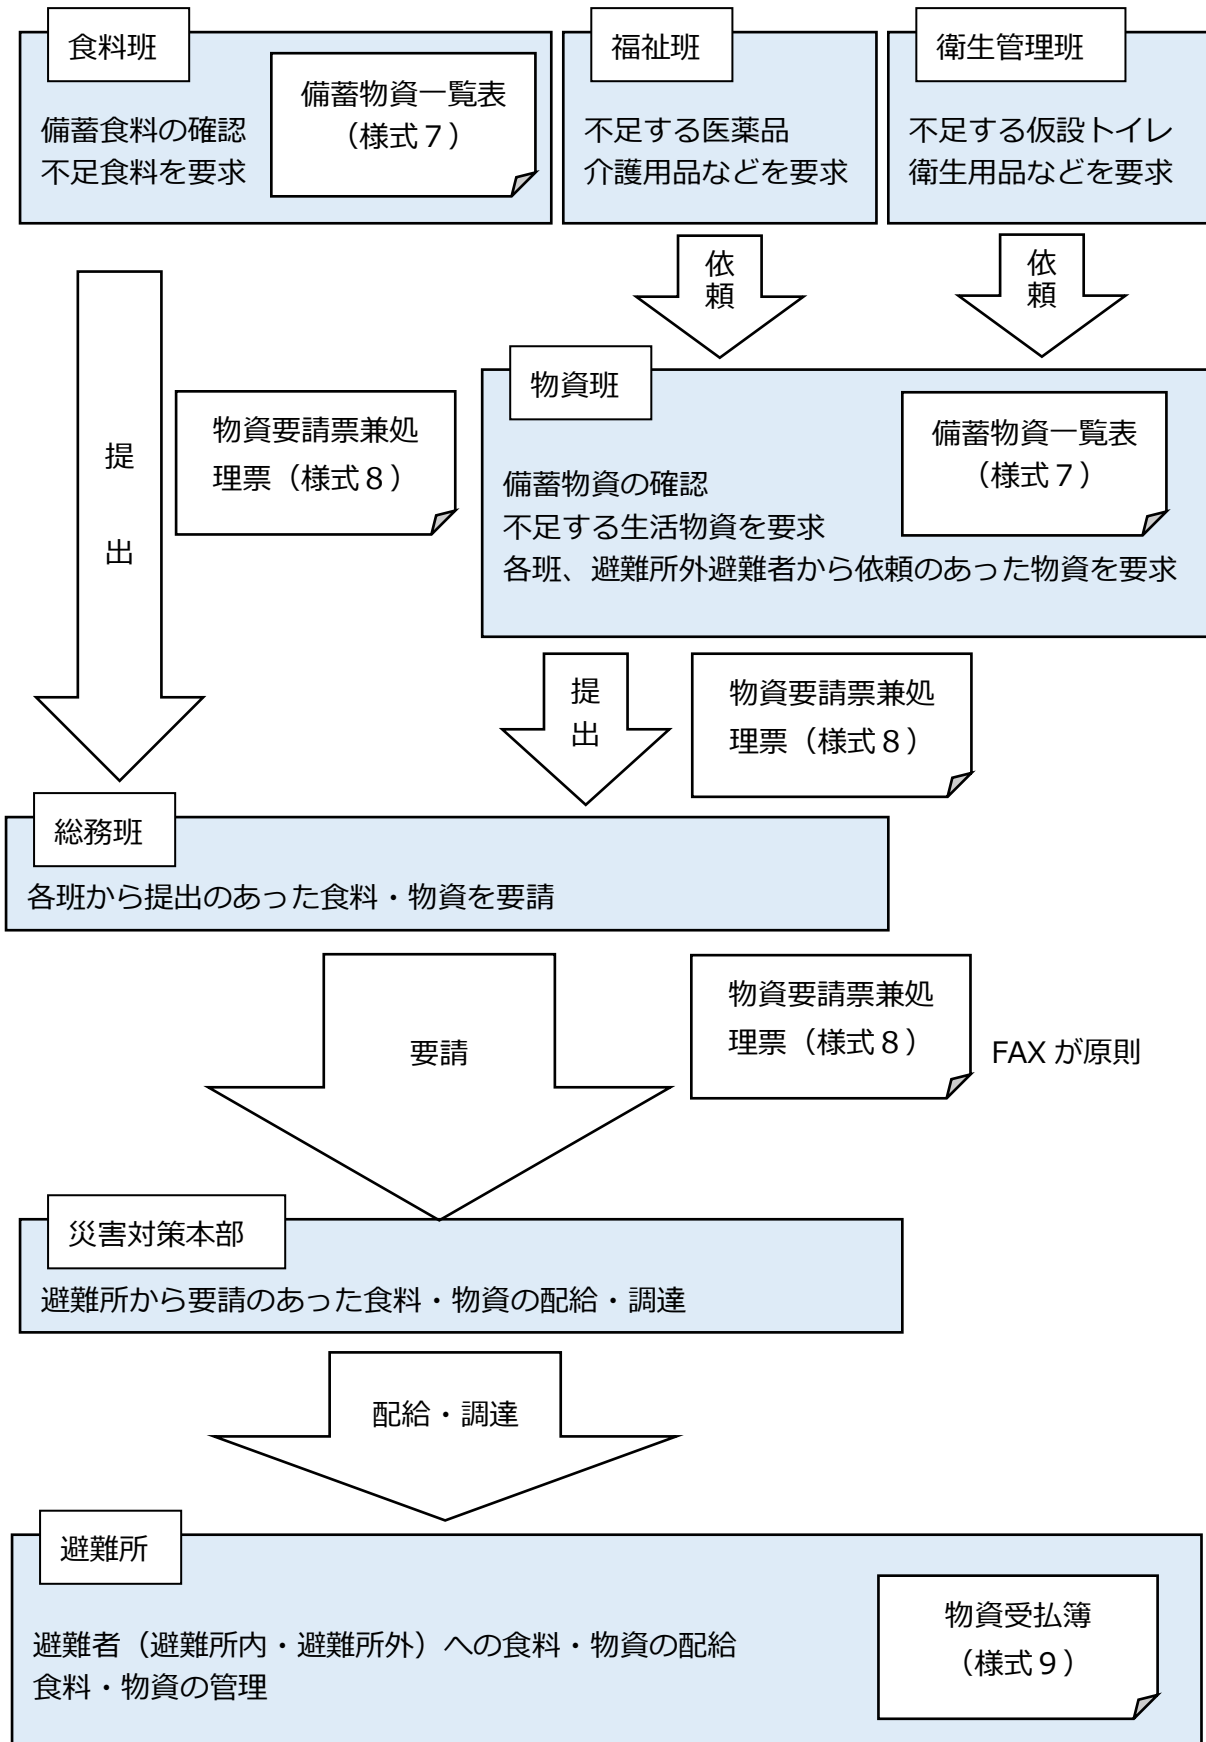 食料班
備蓄食料の確認
不足食料を要求
備蓄物資一覧表
（様式７）
福祉班
不足する医薬品
介護用品などを要求
衛生管理班
不足する仮設トイレ
衛生用品などを要求
依
頼
依
頼
提
出
物資要請票兼処
理票（様式８）
物資班
備蓄物資一覧表
（様式７）
備蓄物資の確認
不足する生活物資を要求
各班、避難所外避難者から依頼のあった物資を要求
提
出
物資要請票兼処
理票（様式８）
総務班
各班から提出のあった食料・物資を要請
要請
物資要請票兼処
理票（様式８）
FAX が原則
災害対策本部
避難所から要請のあった食料・物資の配給・調達
配給・調達
避難所
避難者（避難所内・避難所外）への食料・物資の配給
食料・物資の管理
物資受払簿
（様式９）